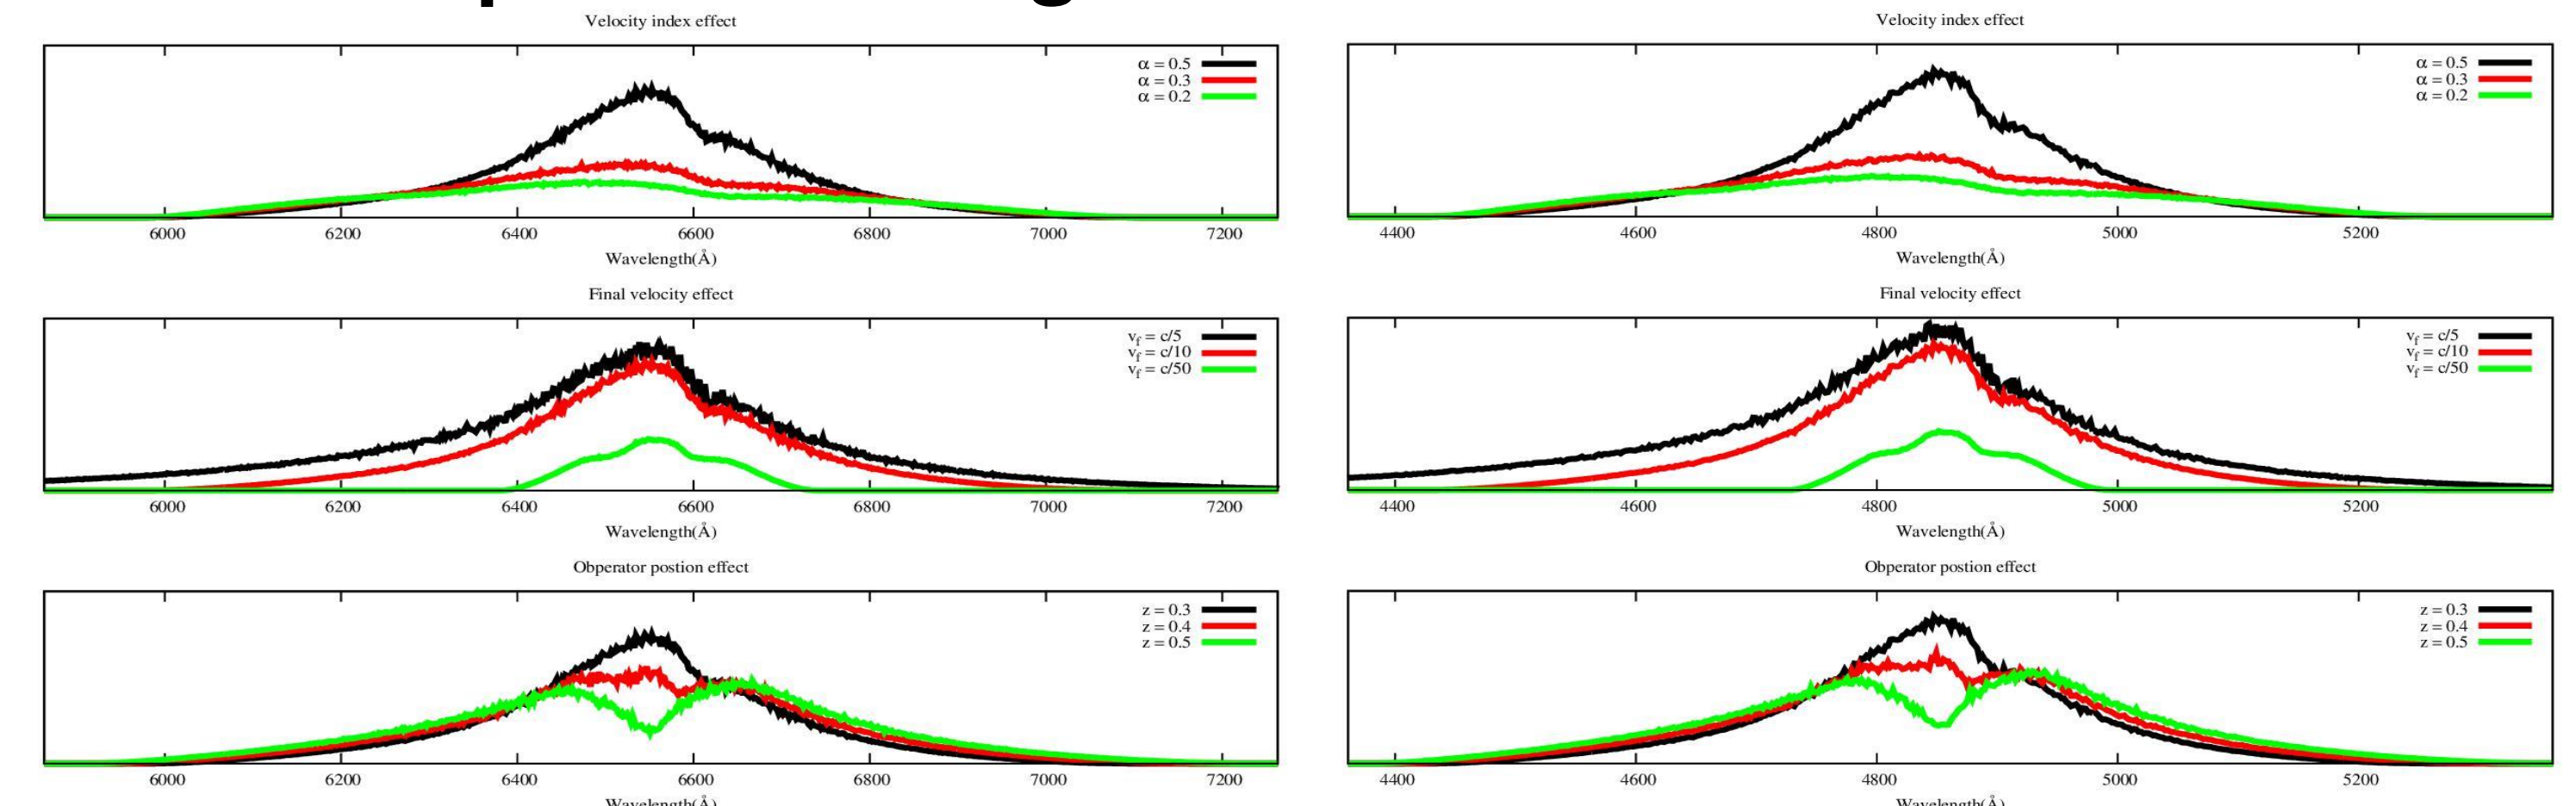 Velocity index effect
α = 0.5
α = 0.3
α = 0.2
6000 6200 6400 6600 6800 7000 7200
Wavelength(Å)
Velocity index effect
α = 0.5
α = 0.3
α = 0.2
4400 4600 4800 5000 5200
Wavelength(Å)
Final velocity effect
vf = c/5
vf = c/10
vf = c/50
6000 6200 6400 6600 6800 7000 7200
Wavelength(Å)
Final velocity effect
vf = c/5
vf = c/10
vf = c/50
4400 4600 4800 5000 5200
Wavelength(Å)
Obperator postion effect
z = 0.3
z = 0.4
z = 0.5
6000 6200 6400 6600 6800 7000 7200
Wavelength(Å)
Obperator postion effect
z = 0.3
z = 0.4
z = 0.5
4400 4600 4800 5000 5200
Wavelength(Å)